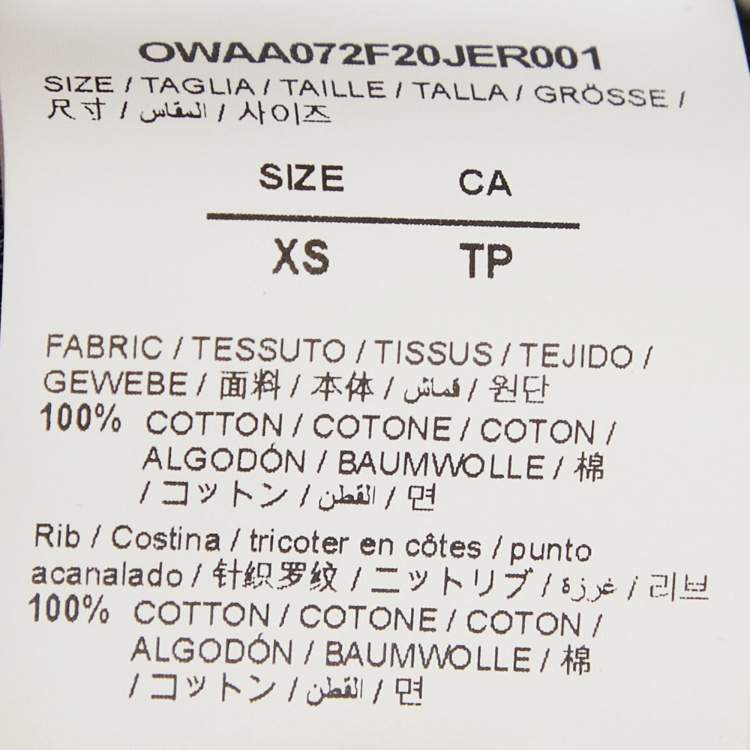 OWAA072F20JER001
SIZE / TAGLIA / TAILLE / TALLA / GRÖSSE /
尺寸 / المقاس / 사이즈
SIZE CA
XS TP
FABRIC / TESSUTO / TISSUS / TEJIDO /
GEWEBE / 面料 / 本体 / قماش / 원단
100% COTTON / COTONE / COTON /
ALGODÓN / BAUMWOLLE / 棉
/ コットン / القطن / 면
Rib / Costina / tricoter en côtes / punto
acanalado / 针织罗纹 / ニットリブ / غرزة / 리브
100% COTTON / COTONE / COTON /
ALGODÓN / BAUMWOLLE / 棉
/ コットン / القطن / 면